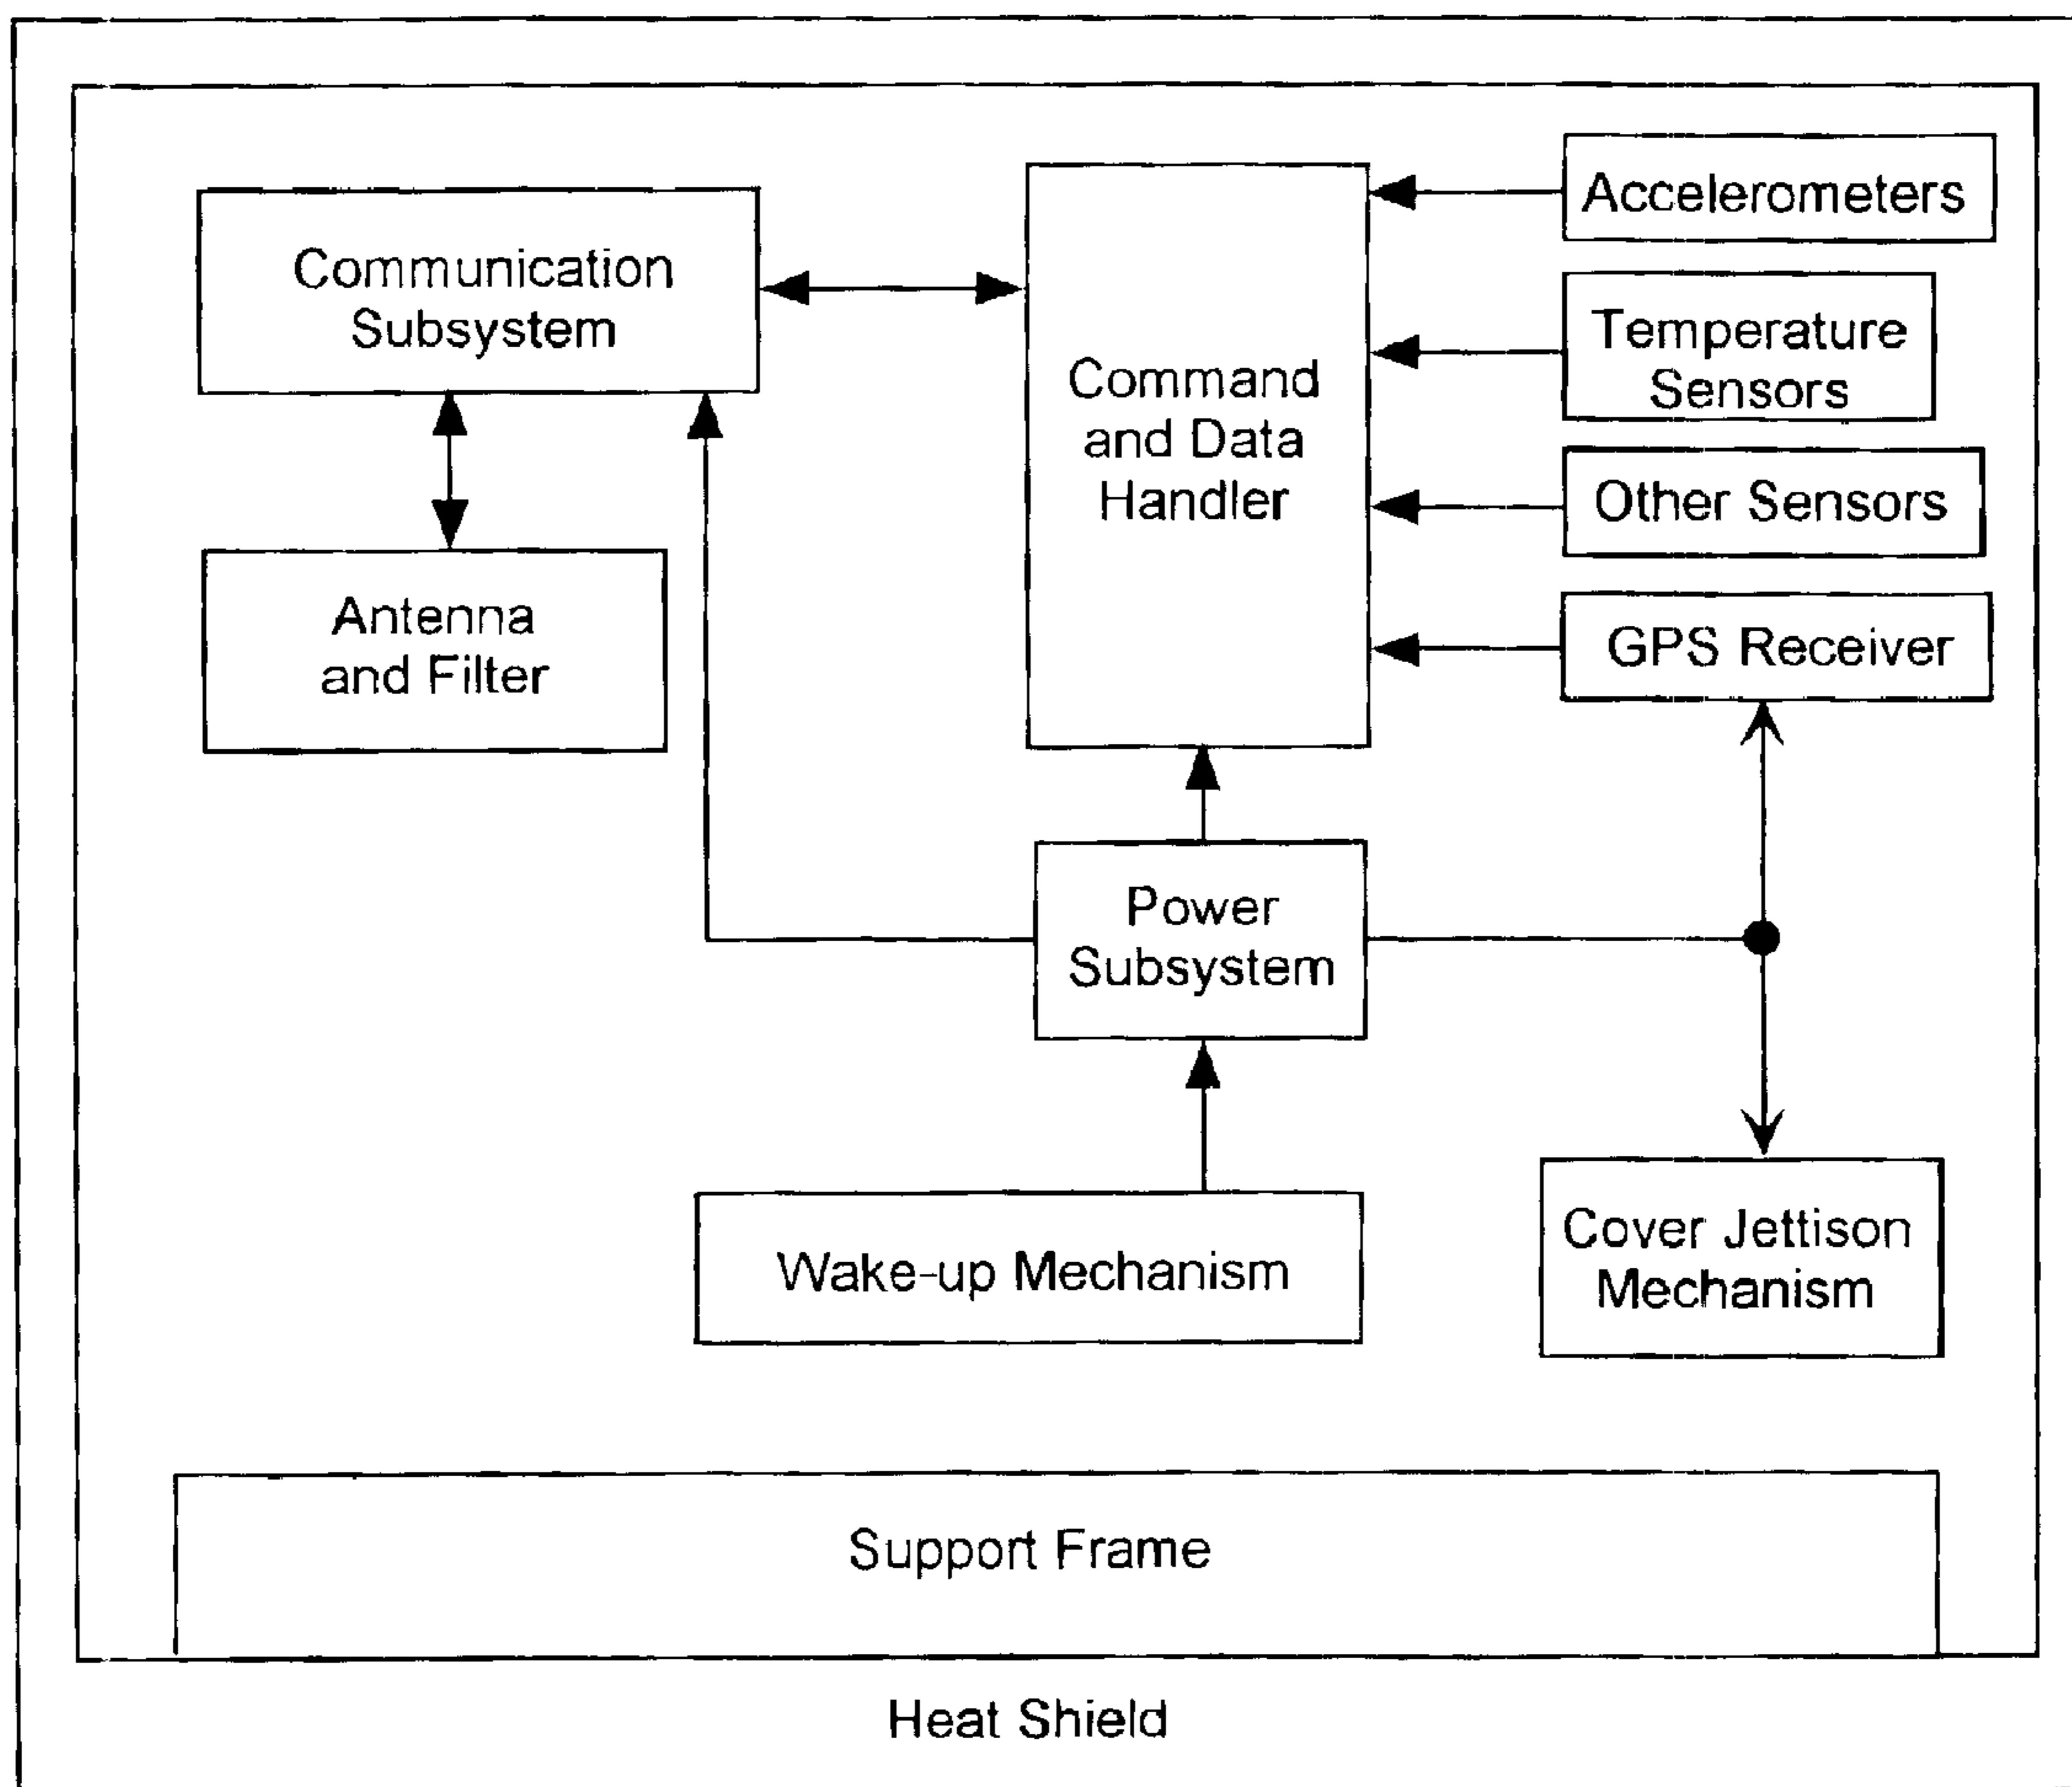 Accelerometers
Communication
Subsystem
Temperature
Sensors
Command
and Data
Handler
Other Sensors
Antenna
and Filter
GPS Receiver
Power
Subsystem
Wake-up Mechanism
Cover Jettison
Mechanism
Support Frame
Heat Shield